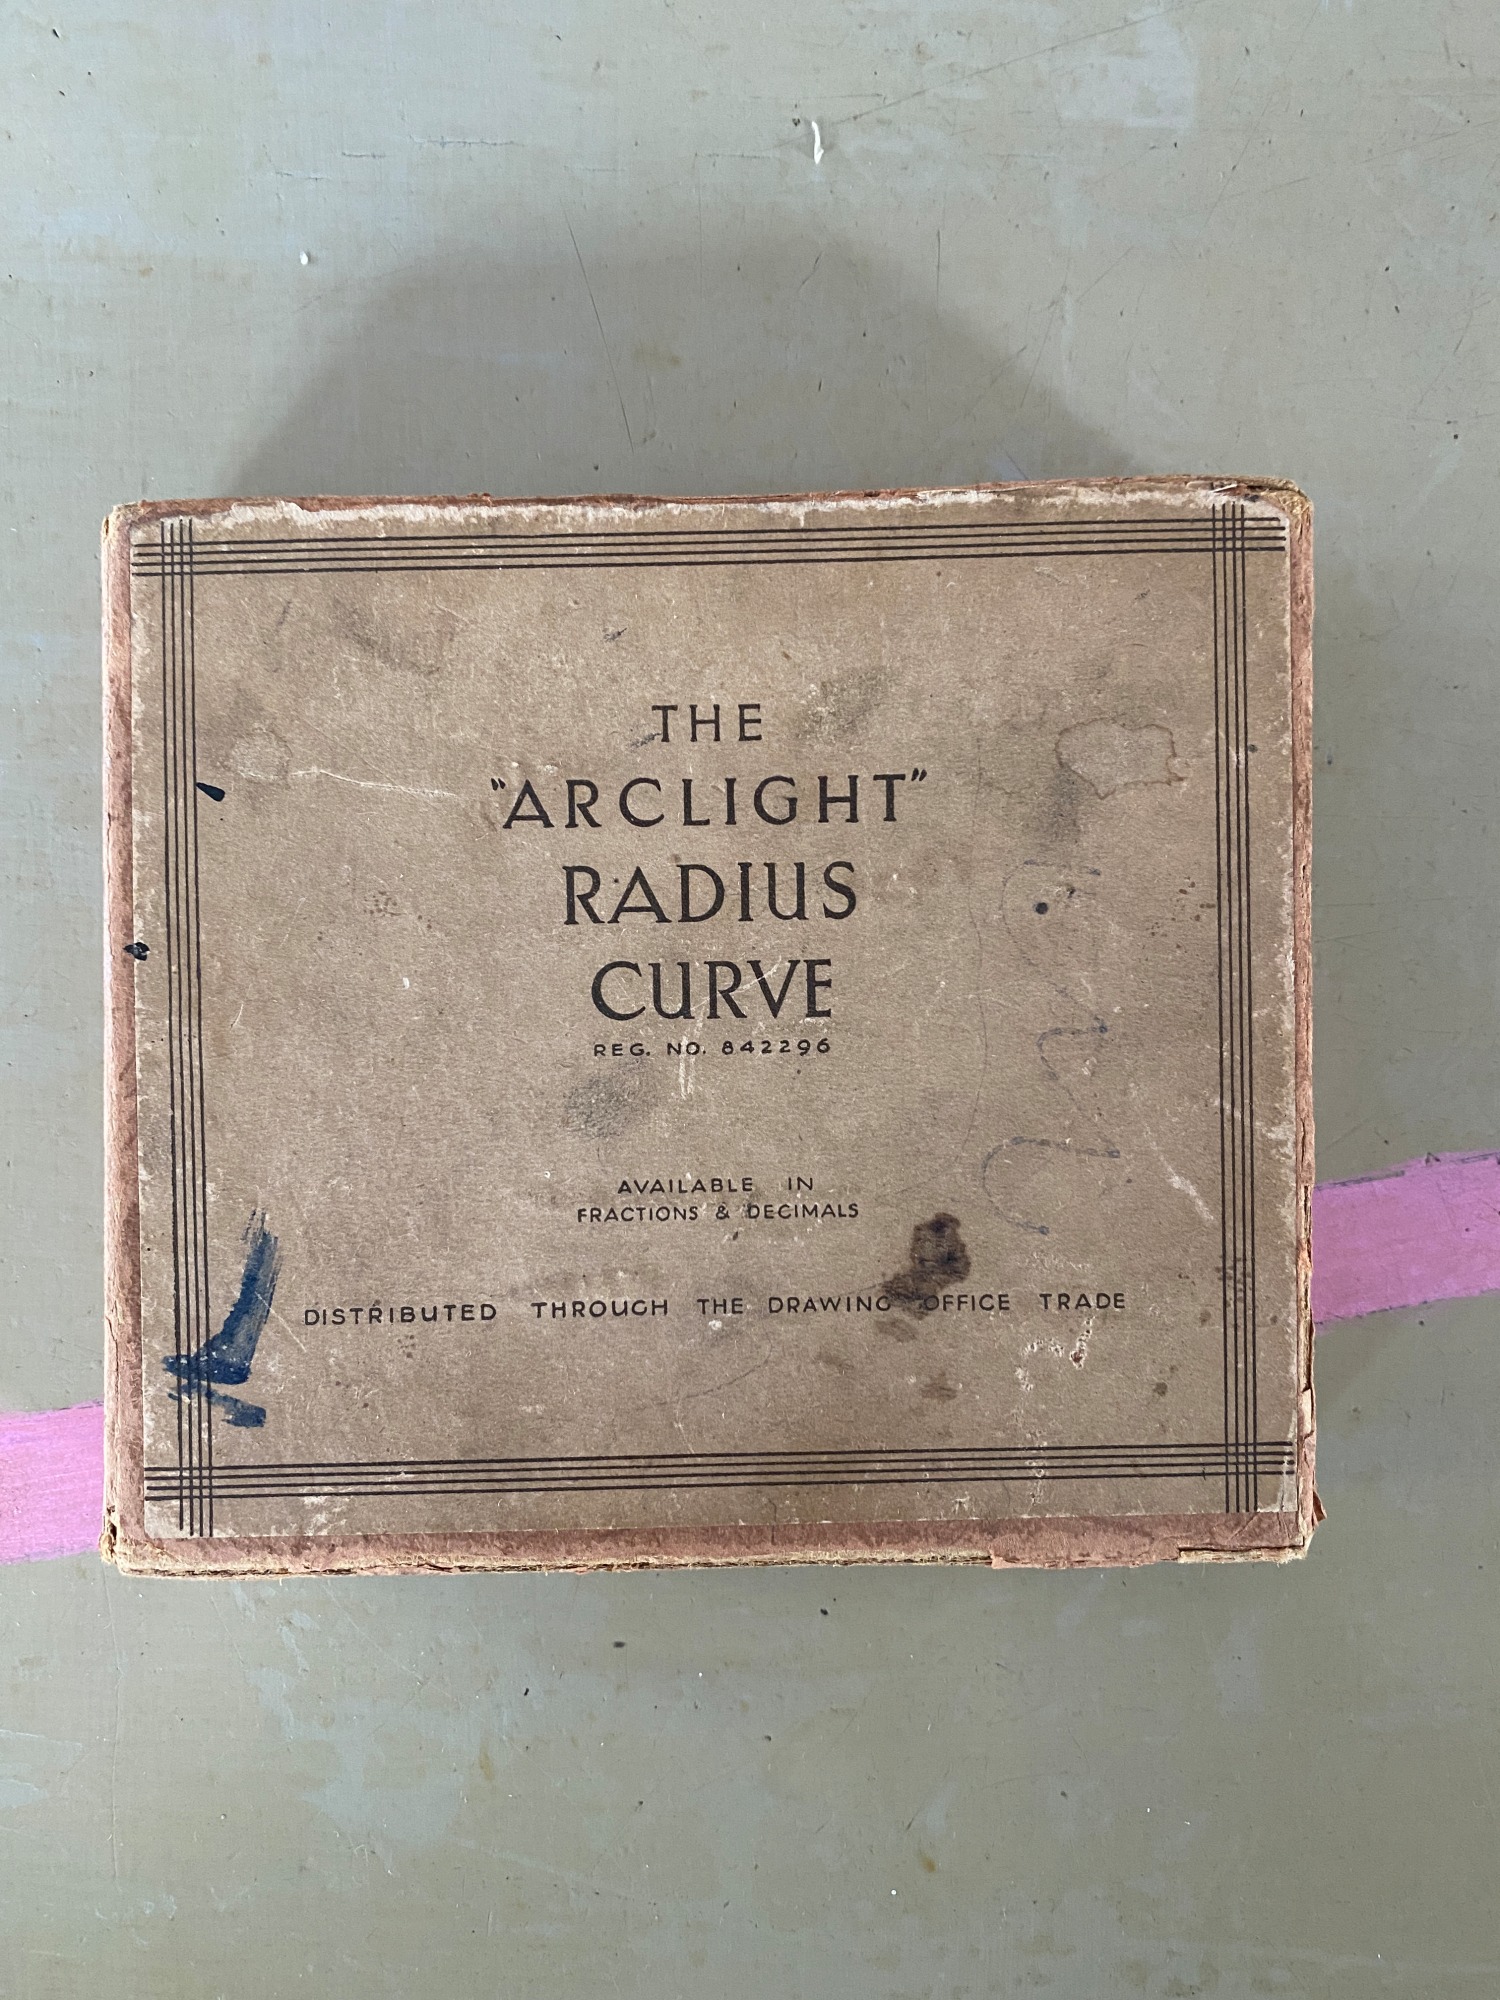 THE
"ARCLIGHT"
RADIUS
CURVE
REG. NO. 842296
AVAILABLE IN
FRACTIONS & DECIMALS
DISTRIBUTED THROUGH THE DRAWING OFFICE TRADE